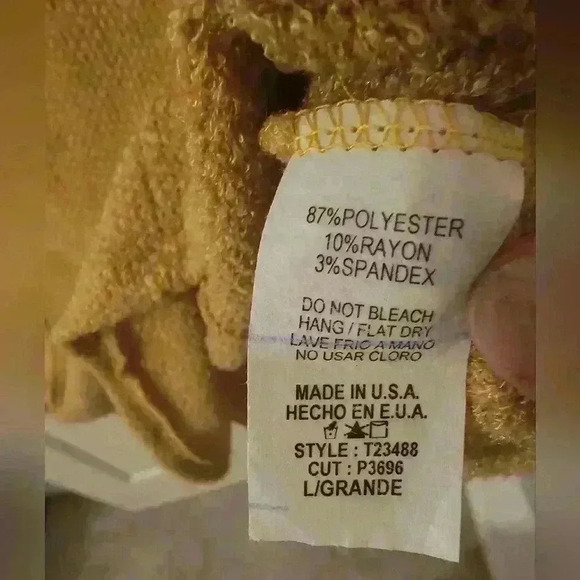 87%POLYESTER
10%RAYON
3%SPANDEX
DO NOT BLEACH
HANG / FLAT DRY
LAVE FRIO A MANO
NO USAR CLORO
MADE IN U.S.A.
HECHO EN E.U.A.
STYLE : T23488
CUT : P3696
L/GRANDE